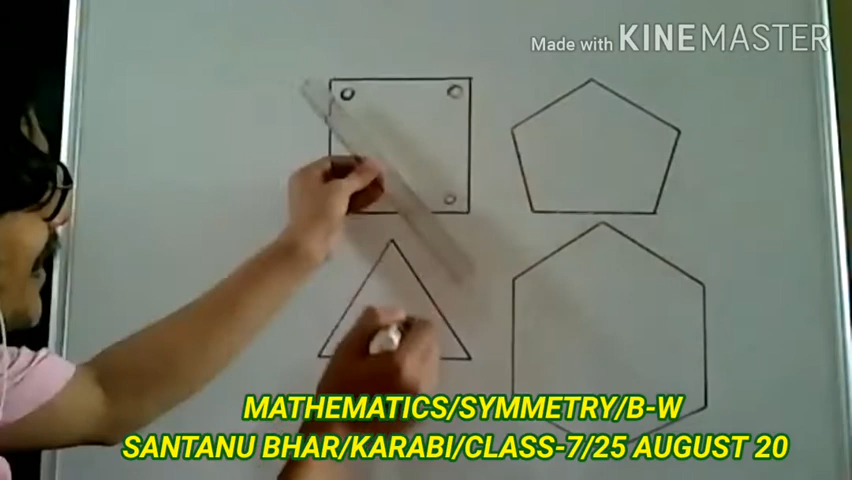 Made with KINEMASTER
MATHEMATICS/SYMMETRY/B-W
SANTANU BHAR/KARABI/CLASS-7/25 AUGUST 20